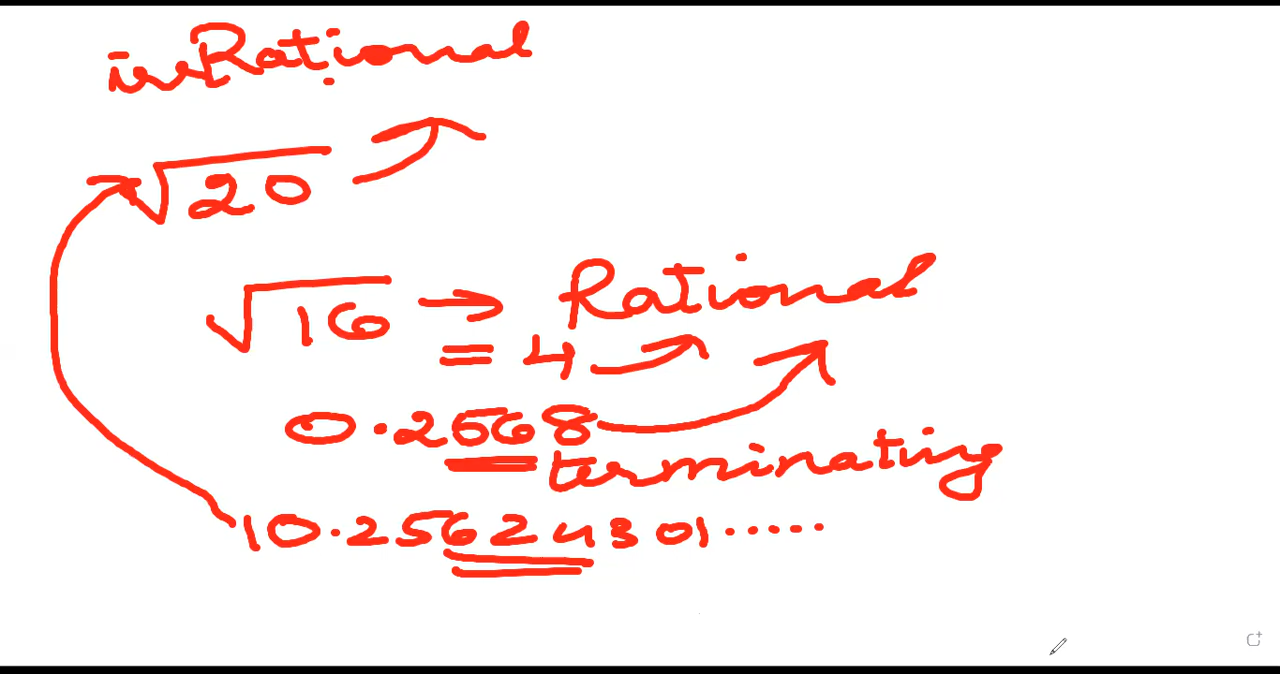 irrational
√20
√16 → Rational
= 4
0.2568
terminating
10.25624301.....